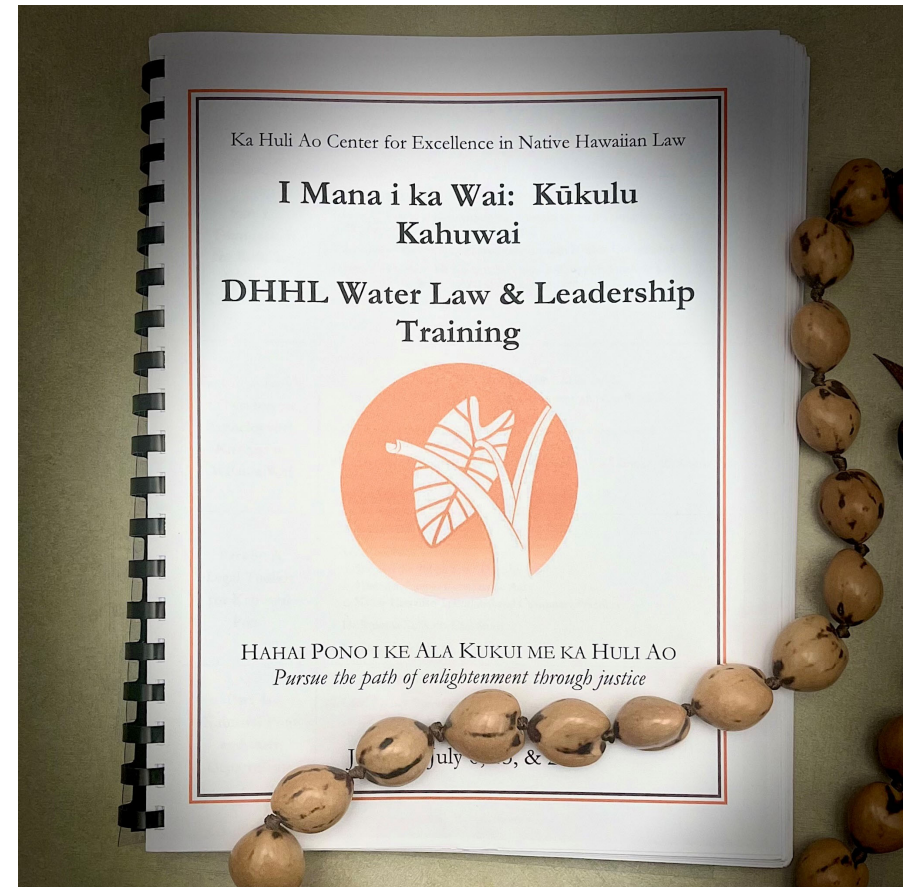 Ka Huli Ao Center for Excellence in Native Hawaiian Law
I Mana i ka Wai: Kūkulu
Kahuwai
DHHL Water Law & Leadership
Training
HAHAI PONO I KE ALA KUKUI ME KA HULI AO
Pursue the path of enlightenment through justice
July &